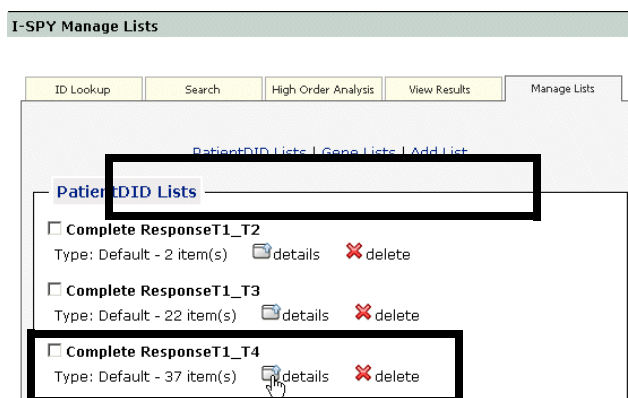 I-SPY Manage Lists
ID Lookup Search High Order Analysis View Results Manage Lists
PatientDID Lists | Gene Lists | Add List
PatientDID Lists
Complete ResponseT1_T2
Type: Default - 2 item(s) details delete
Complete ResponseT1_T3
Type: Default - 22 item(s) details delete
Complete ResponseT1_T4
Type: Default - 37 item(s) details delete